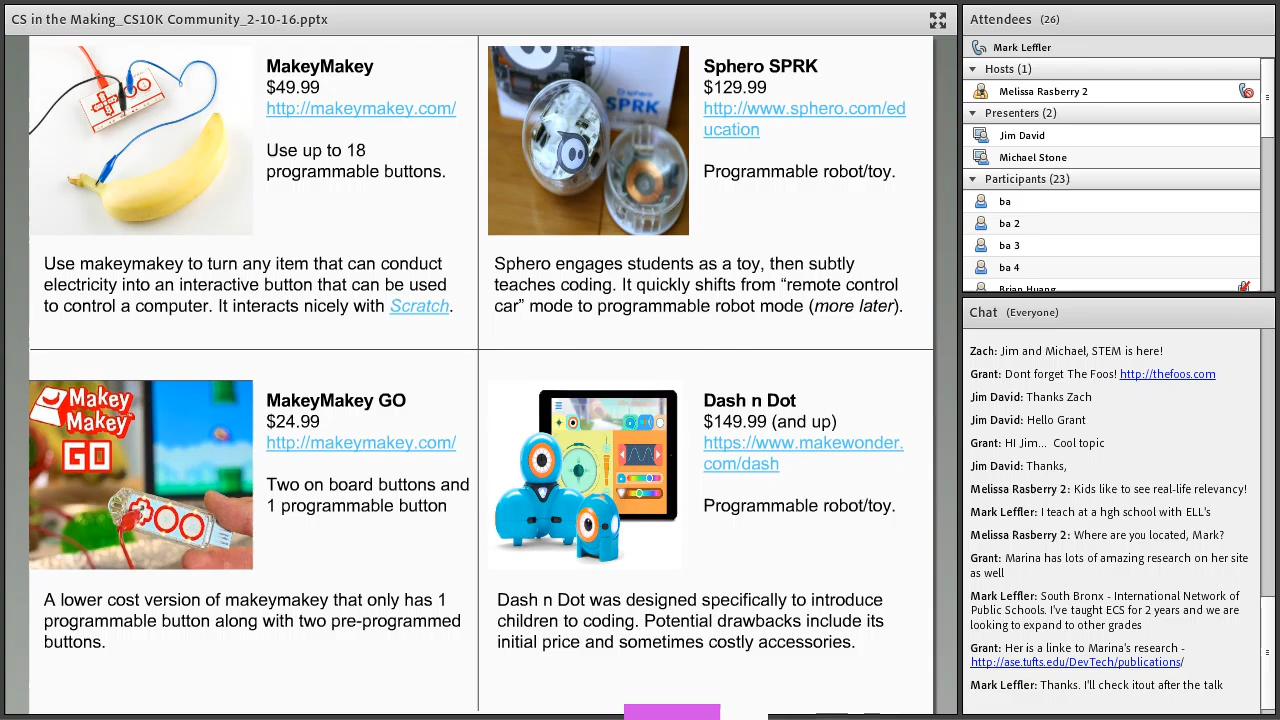 CS in the Making_CS10K Community_2-10-16.pptx
MakeyMakey
$49.99
http://makeymakey.com/
Use up to 18
programmable buttons.
Use makeymakey to turn any item that can conduct
electricity into an interactive button that can be used
to control a computer. It interacts nicely with Scratch.
sphero
SPRK
Sphero SPRK
$129.99
http://www.sphero.com/ed
ucation
Programmable robot/toy.
Sphero engages students as a toy, then subtly
teaches coding. It quickly shifts from “remote control
car” mode to programmable robot mode (more later).
Makey
Makey
GO
MakeyMakey GO
$24.99
http://makeymakey.com/
Two on board buttons and
1 programmable button
A lower cost version of makeymakey that only has 1
programmable button along with two pre-programmed
buttons.
Dash n Dot
$149.99 (and up)
https://www.makewonder.
com/dash
Programmable robot/toy.
Dash n Dot was designed specifically to introduce
children to coding. Potential drawbacks include its
initial price and sometimes costly accessories.
Attendees (26)
Mark Leffler
Hosts (1)
Melissa Rasberry 2
Presenters (2)
Jim David
Michael Stone
Participants (23)
ba
ba 2
ba 3
ba 4
Brian Huang
Chat (Everyone)
Zach: Jim and Michael, STEM is here!
Grant: Dont forget The Foos! http://thefoos.com
Jim David: Thanks Zach
Jim David: Hello Grant
Grant: HI Jim... Cool topic
Jim David: Thanks,
Melissa Rasberry 2: Kids like to see real-life relevancy!
Mark Leffler: I teach at a hgh school with ELL's
Melissa Rasberry 2: Where are you located, Mark?
Grant: Marina has lots of amazing research on her site
as well
Mark Leffler: South Bronx - International Network of
Public Schools. I've taught ECS for 2 years and we are
looking to expand to other grades
Grant: Her is a linke to Marina's research -
http://ase.tufts.edu/DevTech/publications/
Mark Leffler: Thanks. I'll check itout after the talk